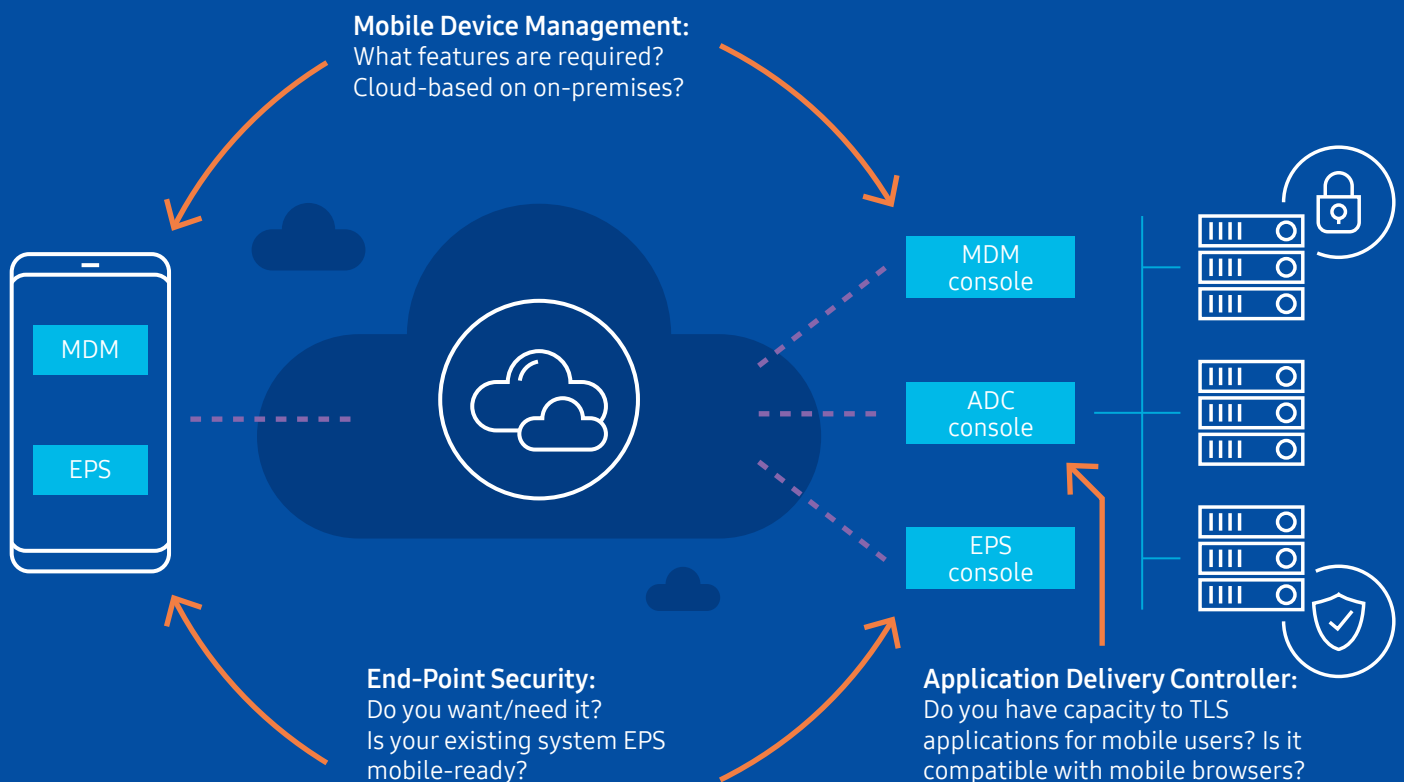 Mobile Device Management:
What features are required?
Cloud-based on on-premises?
MDM
EPS
MDM
console
ADC
console
EPS
console
End-Point Security:
Do you want/need it?
Is your existing system EPS
mobile-ready?
Application Delivery Controller:
Do you have capacity to TLS
applications for mobile users? Is it
compatible with mobile browsers?